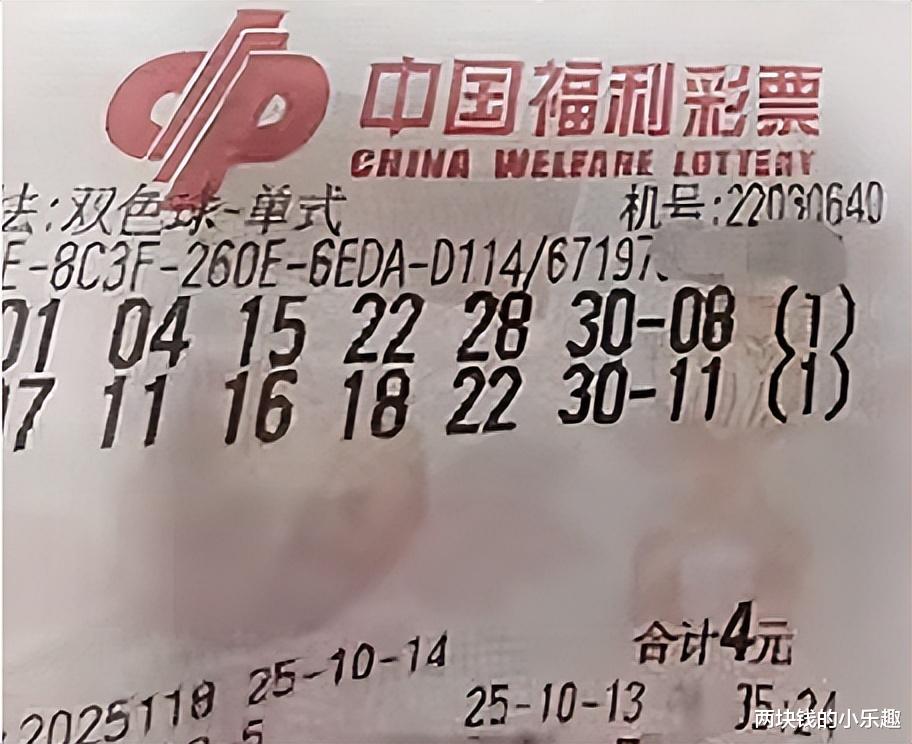 中国福利彩票
CHINA WELFARE LOTTERY
法:双色球-单式 机号:22030640
E-8C3F-260E-6EDA-D114/67197
01 04 15 22 28 30-08 (1)
07 11 16 18 22 30-11 (1)
合计4元
2025118 25-10-14
25-10-13
两块钱的小乐趣